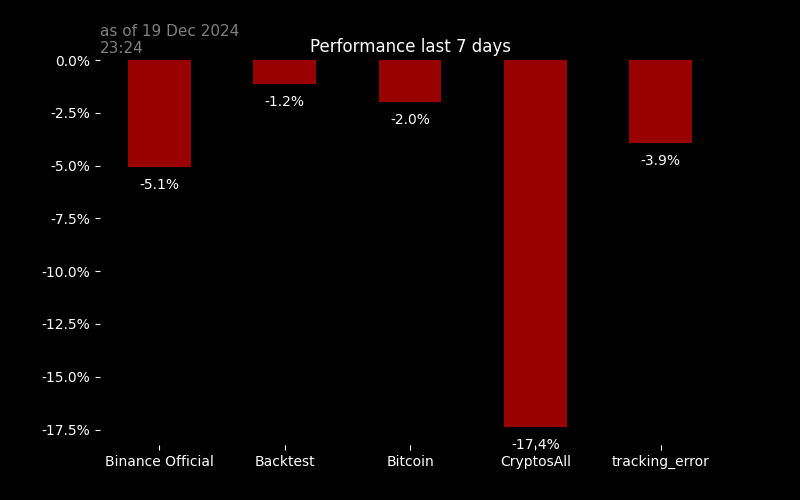 as of 19 Dec 2024
23:24
Performance last 7 days
0.0%
-2.5%
-5.0%
-7.5%
-10.0%
-12.5%
-15.0%
-17.5%
-5.1%
-1.2%
-2.0%
-17.4%
-3.9%
Binance Official
Backtest
Bitcoin
CryptosAll
tracking_error